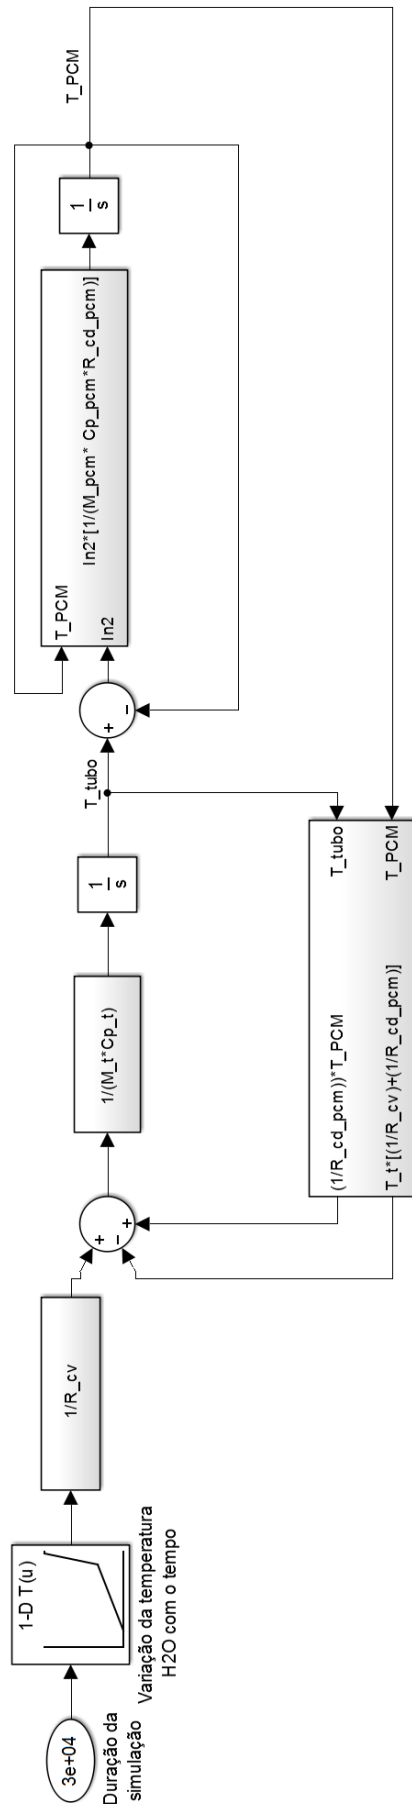 3e+04
Duração da
simulação
1-D T(u)
Variação da temperatura
H2O com o tempo
1/R_cv
+
-
+
1/(M_t*Cp_t)
1
s
T_tubo
+
-
T_PCM
In2
In2*[1/(M_pcm* Cp_pcm*R_cd_pcm)]
1
s
T_PCM
(1/R_cd_pcm))*T_PCM
T_tubo
T_t*[(1/R_cv)+(1/R_cd_pcm)]
T_PCM